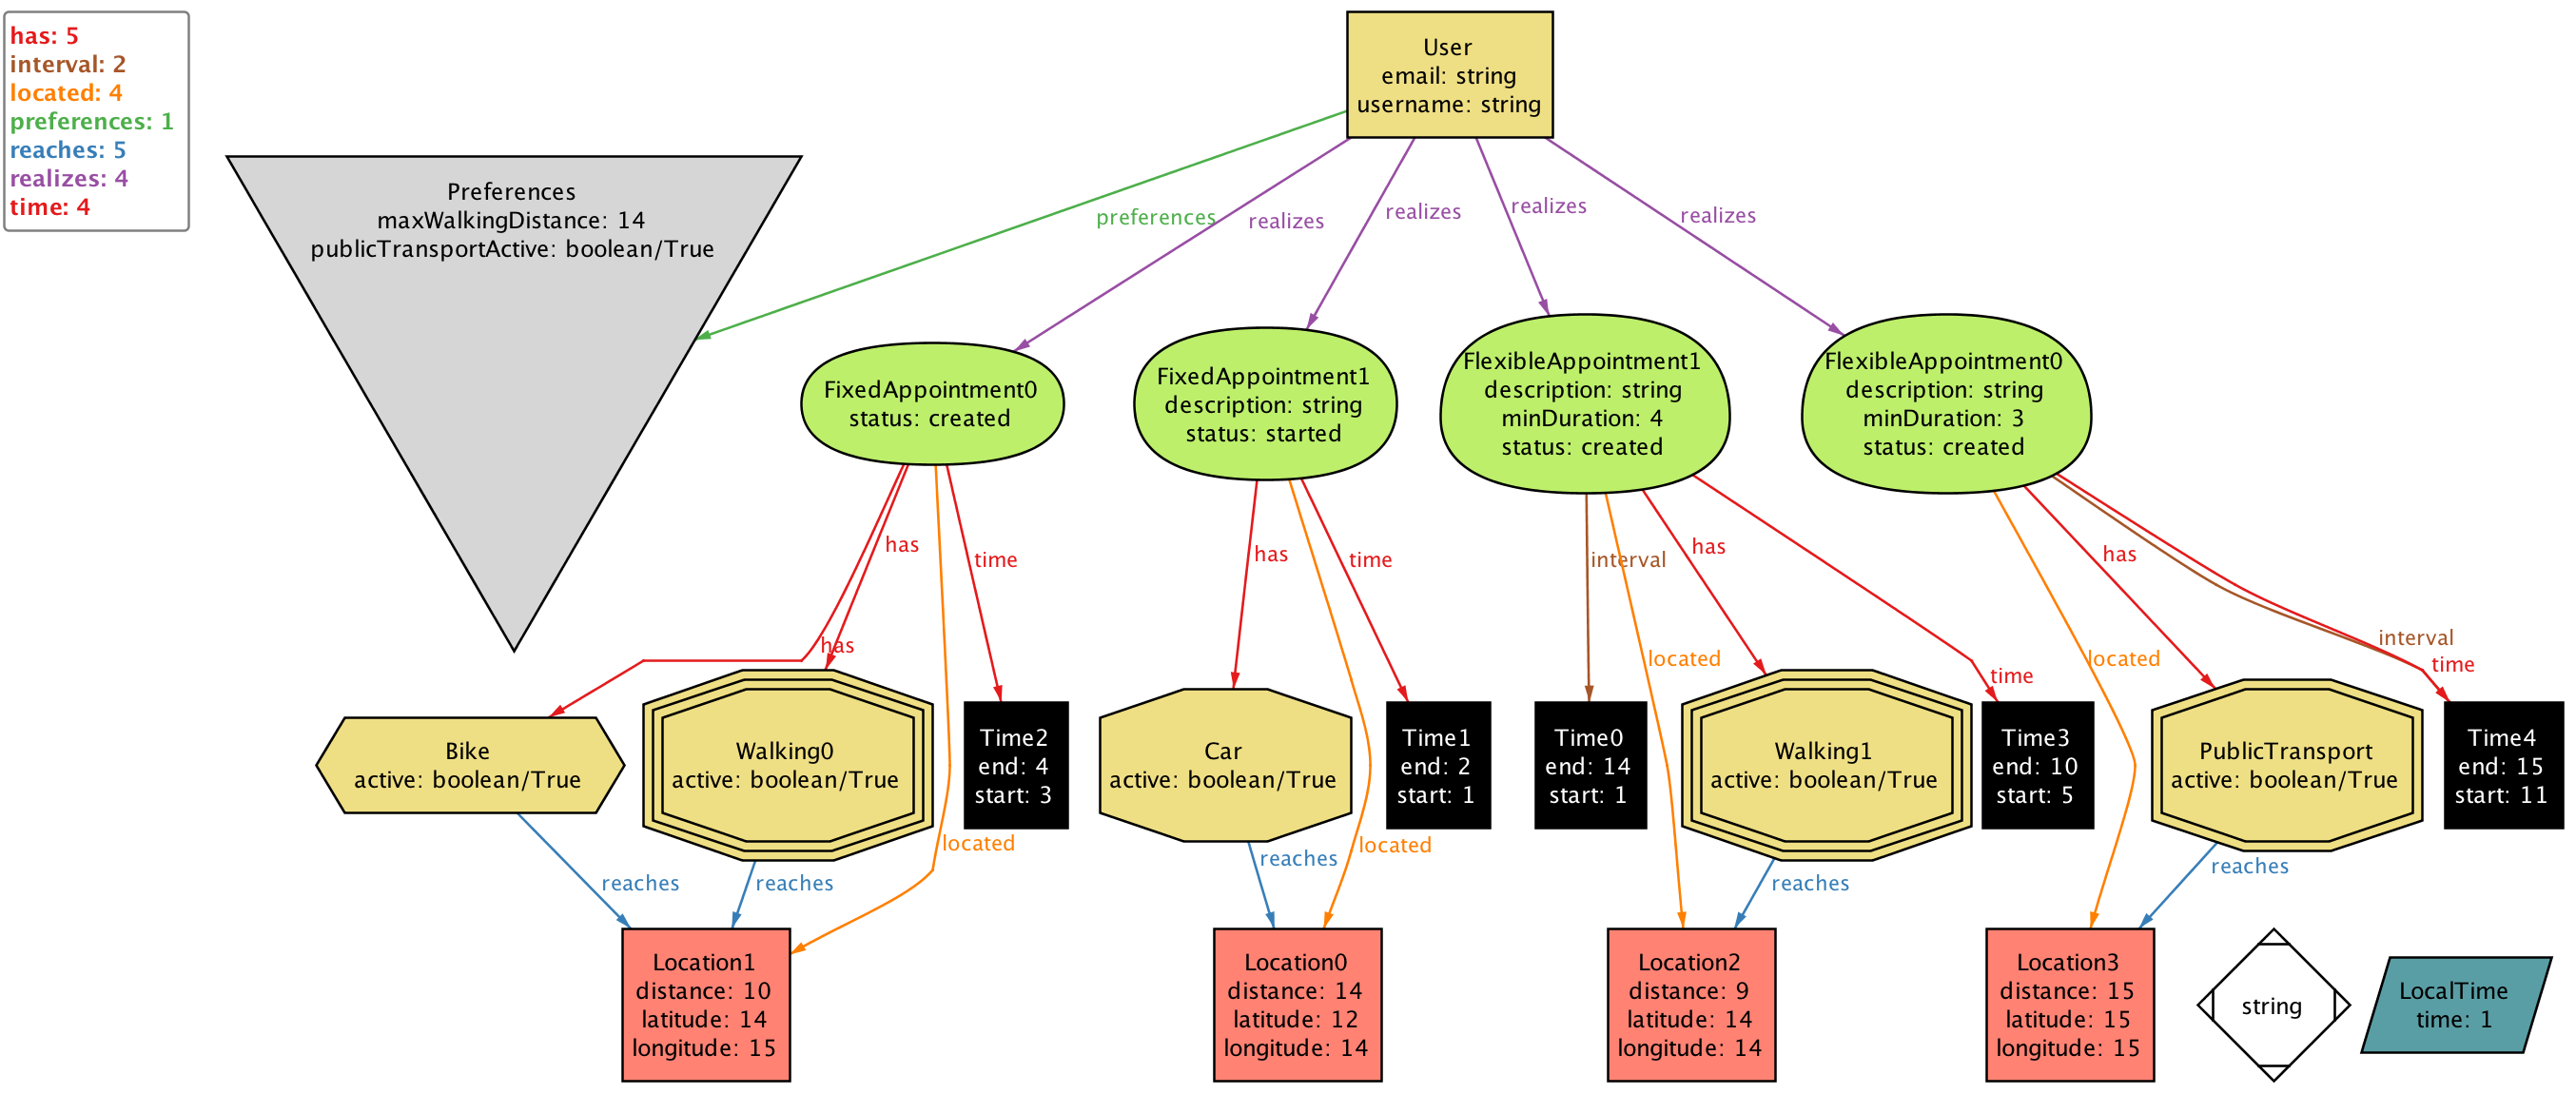 has: 5
interval: 2
located: 4
preferences: 1
reaches: 5
realizes: 4
time: 4
User
email: string
username: string
Preferences
maxWalkingDistance: 14
publicTransportActive: boolean/True
preferences
realizes
realizes
realizes
realizes
FixedAppointment0
status: created
FixedAppointment1
description: string
status: started
FlexibleAppointment1
description: string
minDuration: 4
status: created
FlexibleAppointment0
description: string
minDuration: 3
status: created
has
has
time
located
has
time
located
interval
located
has
time
located
has
interval
time
Bike
active: boolean/True
Walking0
active: boolean/True
Time2
end: 4
start: 3
Car
active: boolean/True
Time1
end: 2
start: 1
Time0
end: 14
start: 1
Walking1
active: boolean/True
Time3
end: 10
start: 5
PublicTransport
active: boolean/True
Time4
end: 15
start: 11
reaches
reaches
reaches
reaches
reaches
Location1
distance: 10
latitude: 14
longitude: 15
Location0
distance: 14
latitude: 12
longitude: 14
Location2
distance: 9
latitude: 14
longitude: 14
Location3
distance: 15
latitude: 15
longitude: 15
string
LocalTime
time: 1